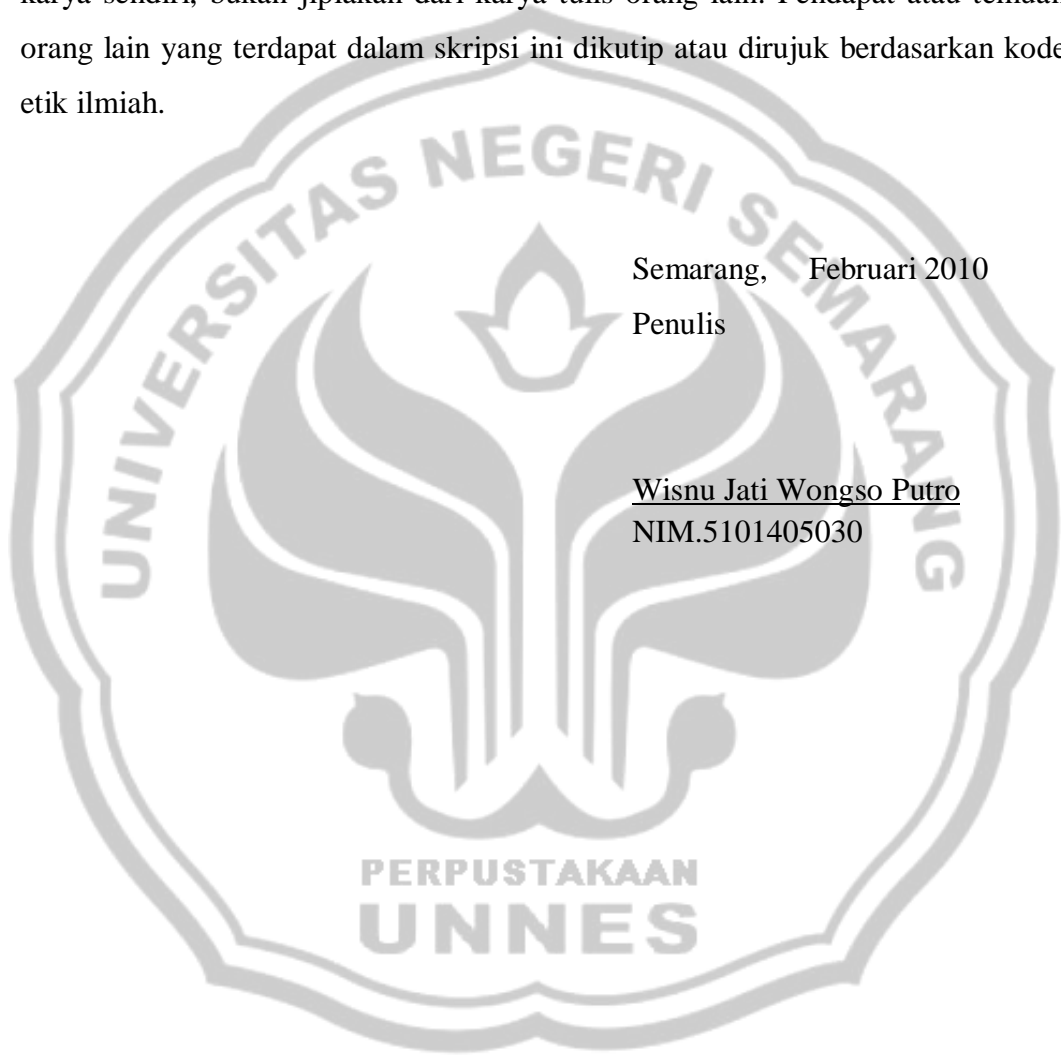 karya sendiri, bukan jiplakan dari karya tulis orang lain. Pendapat atau temuan
orang lain yang terdapat dalam skripsi ini dikutip atau dirujuk berdasarkan kode
etik ilmiah.
UNIVERSITAS NEGERI SEMARANG
Semarang, Februari 2010
Penulis
Wisnu Jati Wongso Putro
NIM.5101405030
PERPUSTAKAAN
UNNES